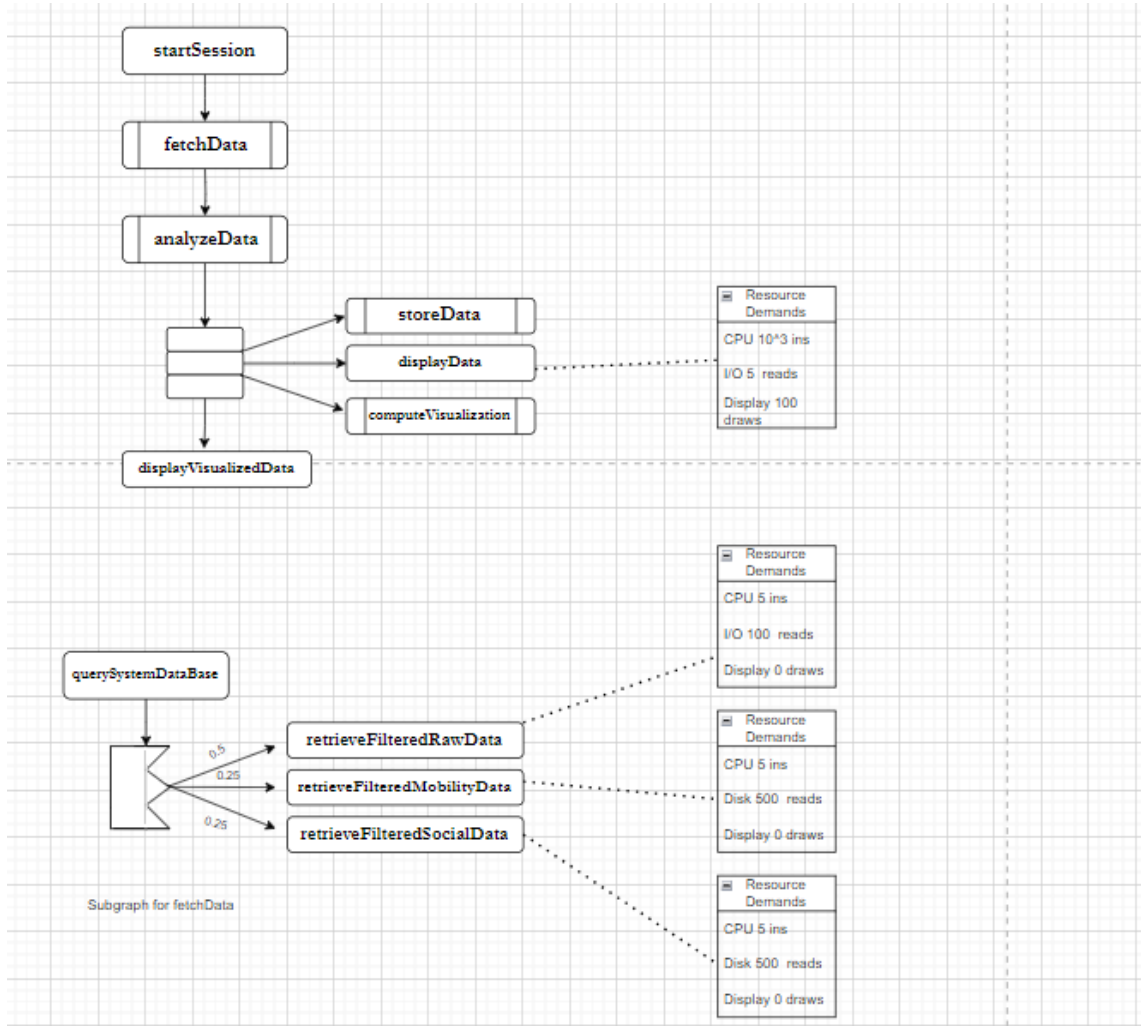 startSession
fetchData
analyzeData
storeData
displayData
computeVisualization
displayVisualizedData
Resource
Demands
CPU 10^3 ins
I/O 5 reads
Display 100
draws
querySystemDataBase
0.5
0.25
0.25
retrieveFilteredRawData
retrieveFilteredMobilityData
retrieveFilteredSocialData
Resource
Demands
CPU 5 ins
I/O 100 reads
Display 0 draws
Resource
Demands
CPU 5 ins
Disk 500 reads
Display 0 draws
Resource
Demands
CPU 5 ins
Disk 500 reads
Display 0 draws
Subgraph for fetchData